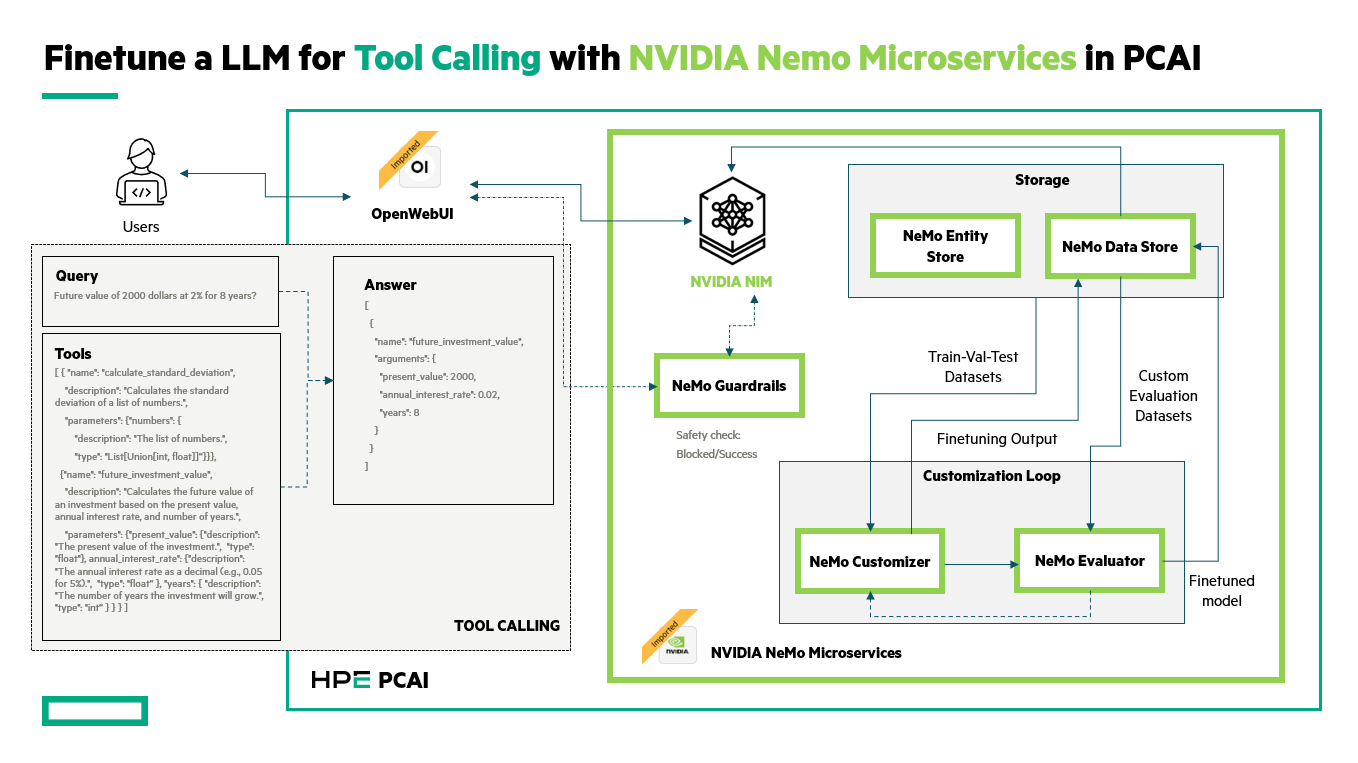 Finetune a LLM for Tool Calling with NVIDIA Nemo Microservices in PCAI
Users
Imported
OI
OpenWebUI
Query
Future value of 2000 dollars at 2% for 8 years?
Tools
[ { "name": "calculate_standard_deviation",
"description": "Calculates the standard
deviation of a list of numbers.",
"parameters": {"numbers": {
"description": "The list of numbers.",
"type": "List[Union[int, float]]"}}},
{"name": "future_investment_value",
"description": "Calculates the future value of
an investment based on the present value,
annual interest rate, and number of years.",
"parameters": {"present_value": {"description":
"The present value of the investment.", "type":
"float"}, annual_interest_rate": {"description":
"The annual interest rate as a decimal (e.g., 0.05
for 5%).", "type": "float" }, "years": { "description":
"The number of years the investment will grow.",
"type": "int" } } } ]
Answer
[
{
"name": "future_investment_value",
"arguments": {
"present_value": 2000,
"annual_interest_rate": 0.02,
"years": 8
}
}
]
TOOL CALLING
HPE PCAI
NVIDIA NIM
NeMo Guardrails
Safety check:
Blocked/Success
Storage
NeMo Entity
Store
NeMo Data Store
Train-Val-Test
Datasets
Custom
Evaluation
Datasets
Finetuning Output
Customization Loop
NeMo Customizer
NeMo Evaluator
Finetuned
model
Imported
NVIDIA
NVIDIA NeMo Microservices